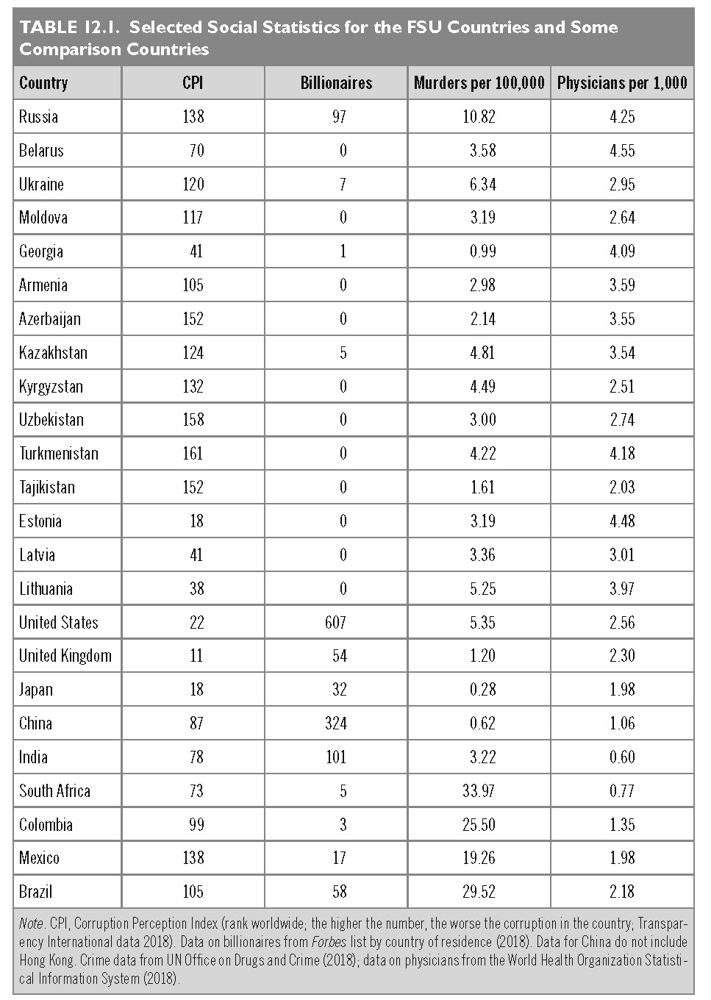 TABLE 12.1. Selected Social Statistics for the FSU Countries and Some
Comparison Countries
Country CPI Billionaires Murders per 100,000 Physicians per 1,000
Russia 138 97 10.82 4.25
Belarus 70 0 3.58 4.55
Ukraine 120 7 6.34 2.95
Moldova 117 0 3.19 2.64
Georgia 41 1 0.99 4.09
Armenia 105 0 2.98 3.59
Azerbaijan 152 0 2.14 3.55
Kazakhstan 124 5 4.81 3.54
Kyrgyzstan 132 0 4.49 2.51
Uzbekistan 158 0 3.00 2.74
Turkmenistan 161 0 4.22 4.18
Tajikistan 152 0 1.61 2.03
Estonia 18 0 3.19 4.48
Latvia 41 0 3.36 3.01
Lithuania 38 0 5.25 3.97
United States 22 607 5.35 2.56
United Kingdom 11 54 1.20 2.30
Japan 18 32 0.28 1.98
China 87 324 0.62 1.06
India 78 101 3.22 0.60
South Africa 73 5 33.97 0.77
Colombia 99 3 25.50 1.35
Mexico 138 17 19.26 1.98
Brazil 105 58 29.52 2.18
Note. CPI, Corruption Perception Index (rank worldwide; the higher the number, the worse the corruption in the country; Transpar-
ency International data 2018). Data on billionaires from Forbes list by country of residence (2018). Data for China do not include
Hong Kong. Crime data from UN Office on Drugs and Crime (2018); data on physicians from the World Health Organization Statisti-
cal Information System (2018).